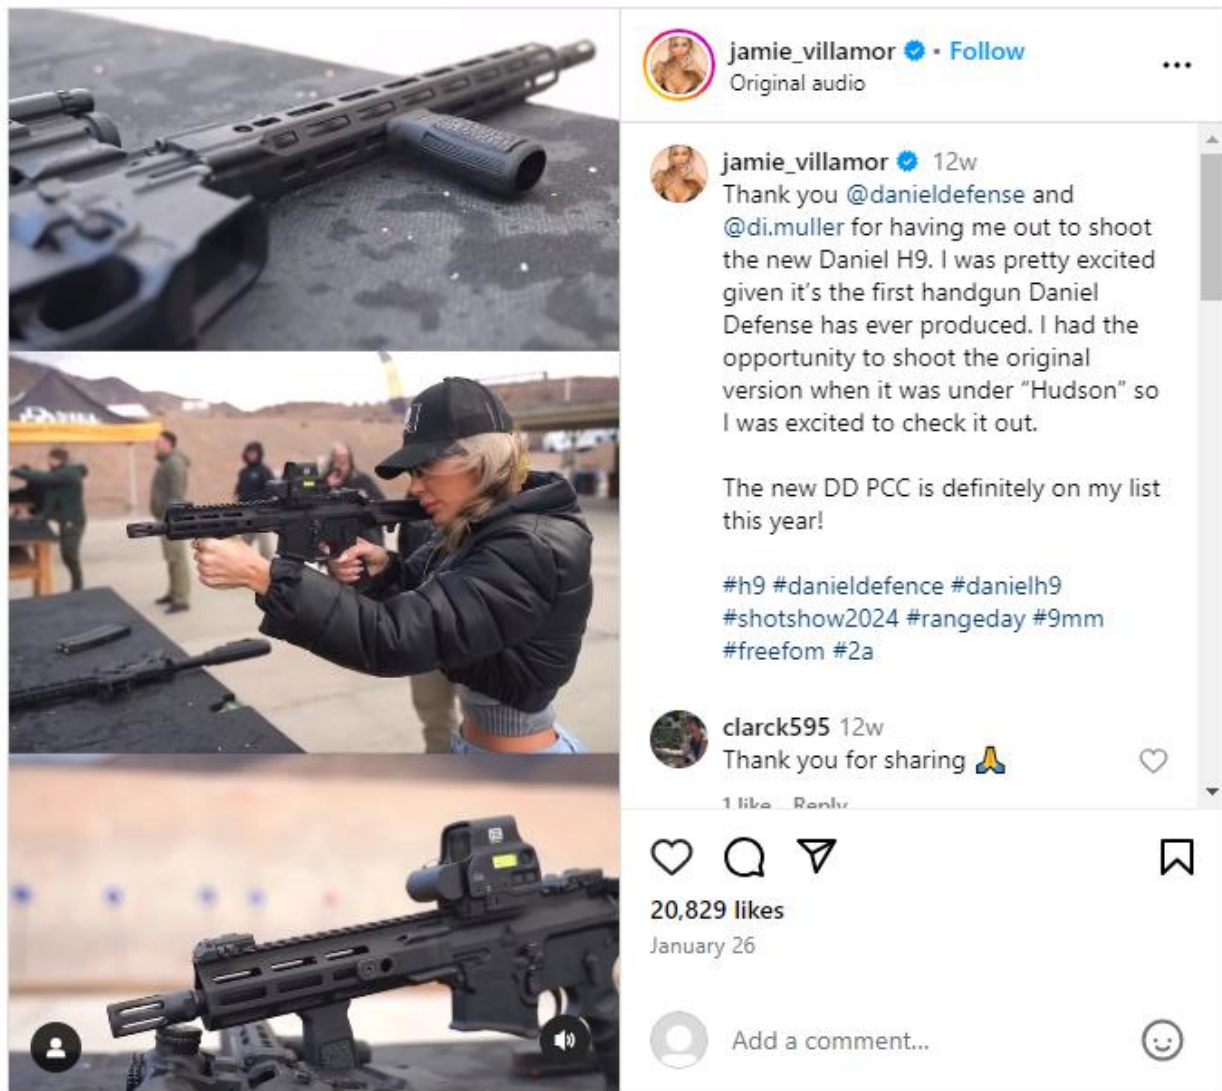 jamie_villamor • Follow
Original audio
jamie_villamor 12w
Thank you @danieldefense and
@di.muller for having me out to shoot
the new Daniel H9. I was pretty excited
given it's the first handgun Daniel
Defense has ever produced. I had the
opportunity to shoot the original
version when it was under “Hudson” so
I was excited to check it out.
The new DD PCC is definitely on my list
this year!
#h9 #danieldefence #danielh9
#shotshow2024 #rangeday #9mm
#freefom #2a
clarck595 12w
Thank you for sharing 🙏
1 like Reply
20,829 likes
January 26
Add a comment...